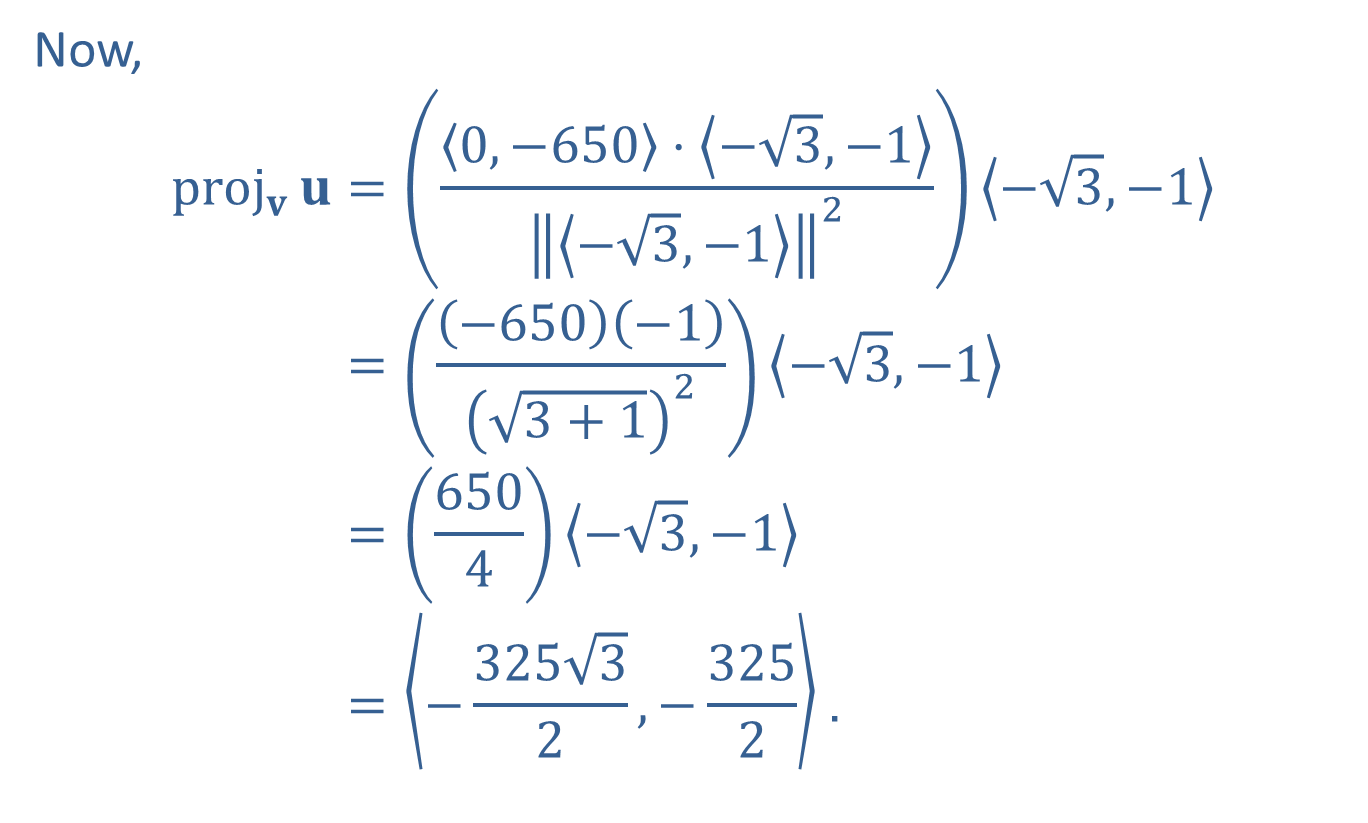 Now,
proj_𝐯 𝐮 = (⟨0, −650⟩ · ⟨−√3, −1⟩ / ‖⟨−√3, −1⟩‖²) ⟨−√3, −1⟩
= ((−650)(−1) / (√(3 + 1))²) ⟨−√3, −1⟩
= (650 / 4) ⟨−√3, −1⟩
= ⟨− 325√3 / 2, − 325 / 2⟩.